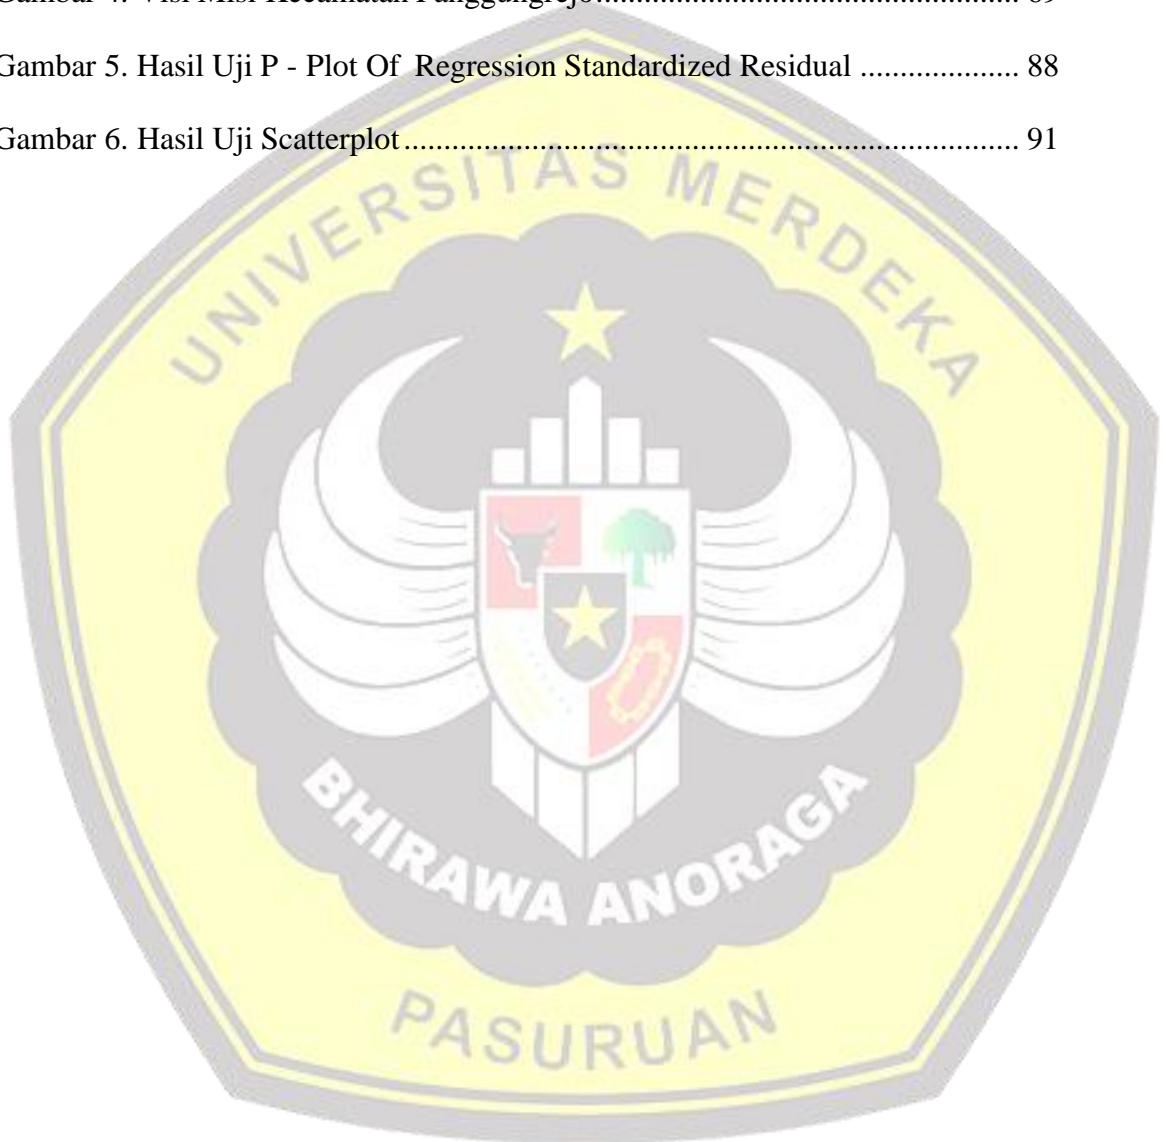 Gambar 4. Visi Misi Kecamatan Panggungrejo..................................................... 69
Gambar 5. Hasil Uji P - Plot Of  Regression Standardized Residual .................... 88
Gambar 6. Hasil Uji Scatterplot............................................................................. 91
UNIVERSITAS MERDEKA
BHIRAWA ANORAGA
PASURUAN